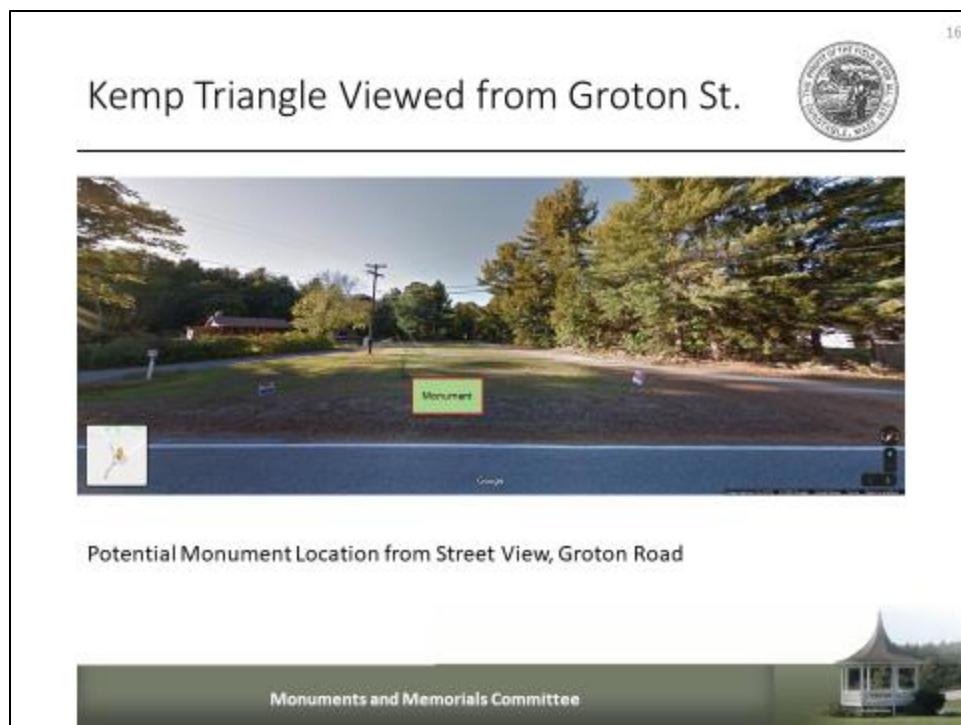 16
Kemp Triangle Viewed from Groton St.
Monument
Google
Potential Monument Location from Street View, Groton Road
Monuments and Memorials Committee